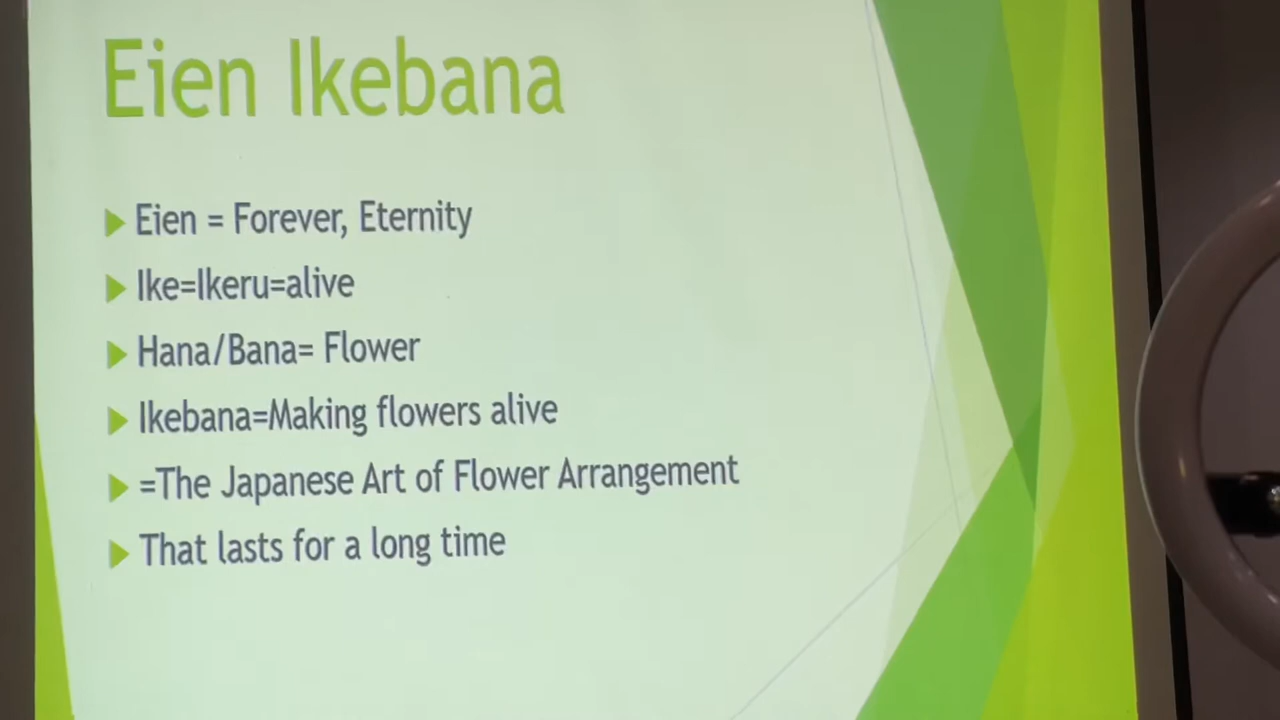 Eien Ikebana
Eien = Forever, Eternity
Ike=Ikeru=alive
Hana/Bana= Flower
Ikebana=Making flowers alive
=The Japanese Art of Flower Arrangement
That lasts for a long time